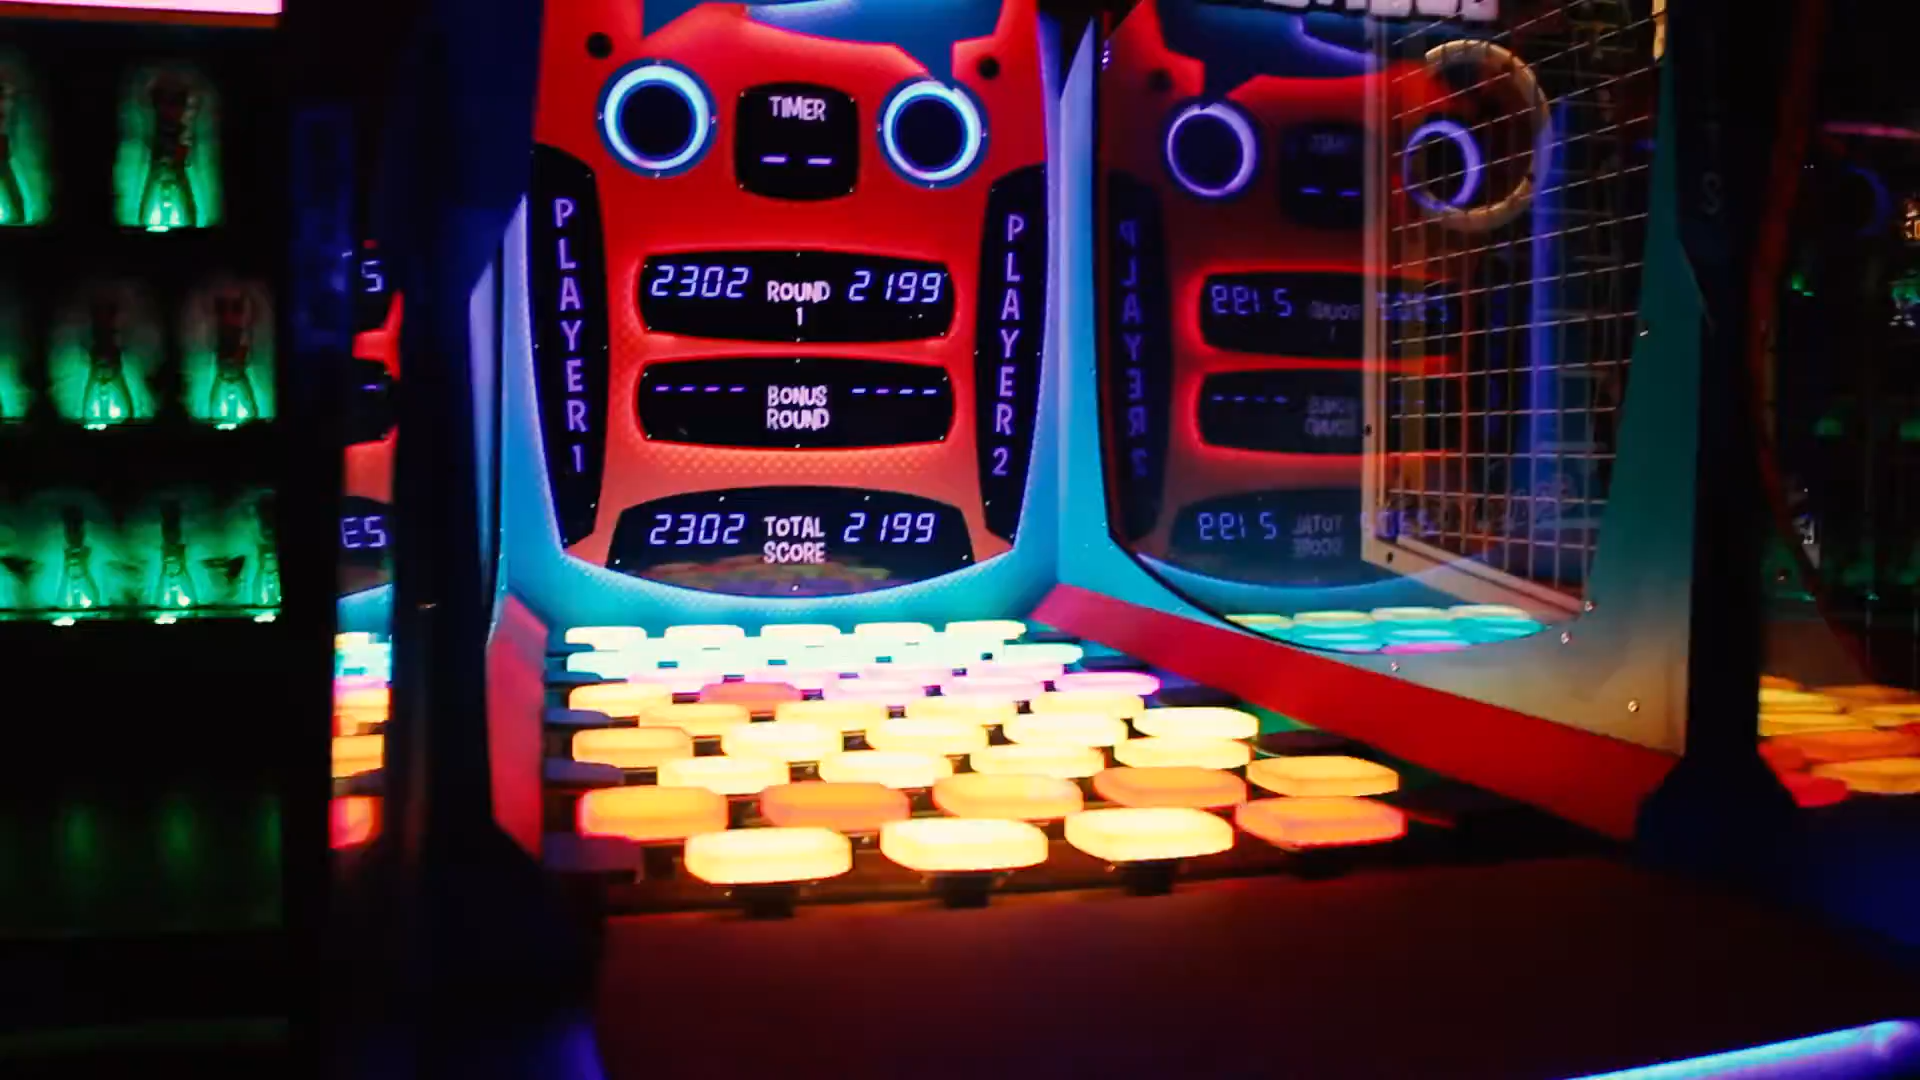 TIMER
-- --
PLAYER 1
PLAYER 2
2302 ROUND 1 2199
---- BONUS ROUND ----
2302 TOTAL SCORE 2199